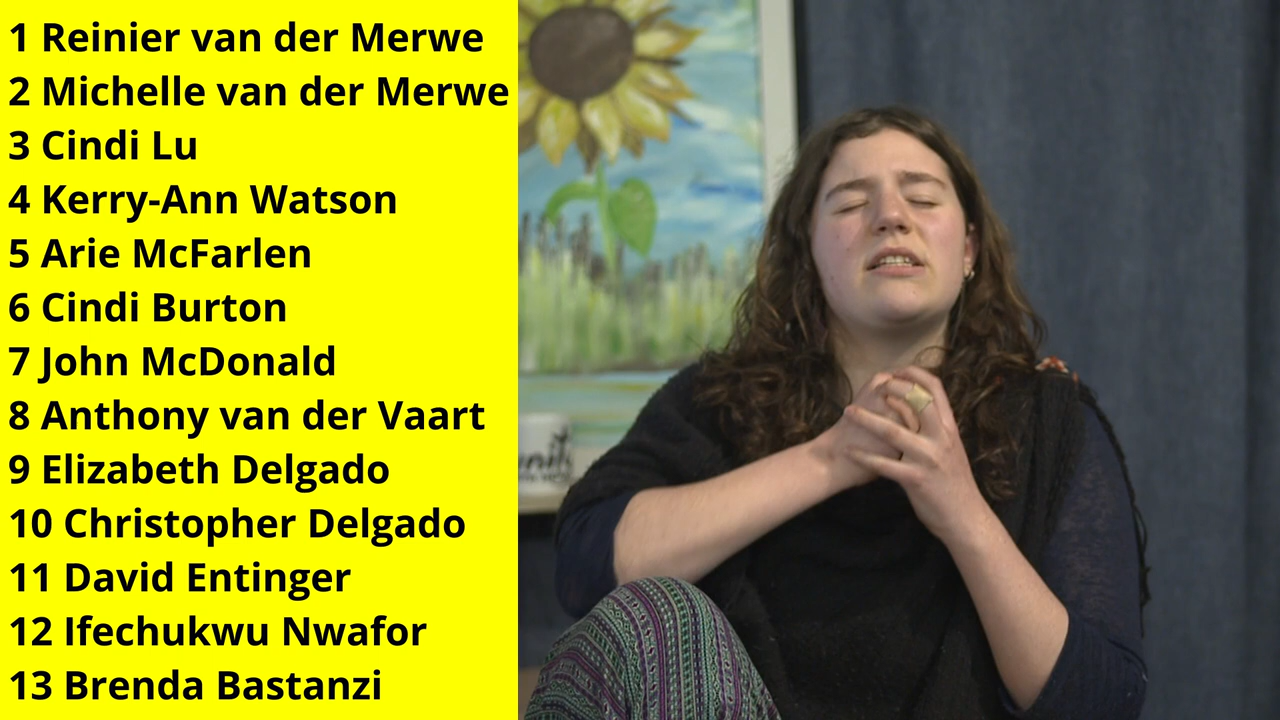 1 Reinier van der Merwe
2 Michelle van der Merwe
3 Cindi Lu
4 Kerry-Ann Watson
5 Arie McFarlen
6 Cindi Burton
7 John McDonald
8 Anthony van der Vaart
9 Elizabeth Delgado
10 Christopher Delgado
11 David Entinger
12 Ifechukwu Nwafor
13 Brenda Bastanzi